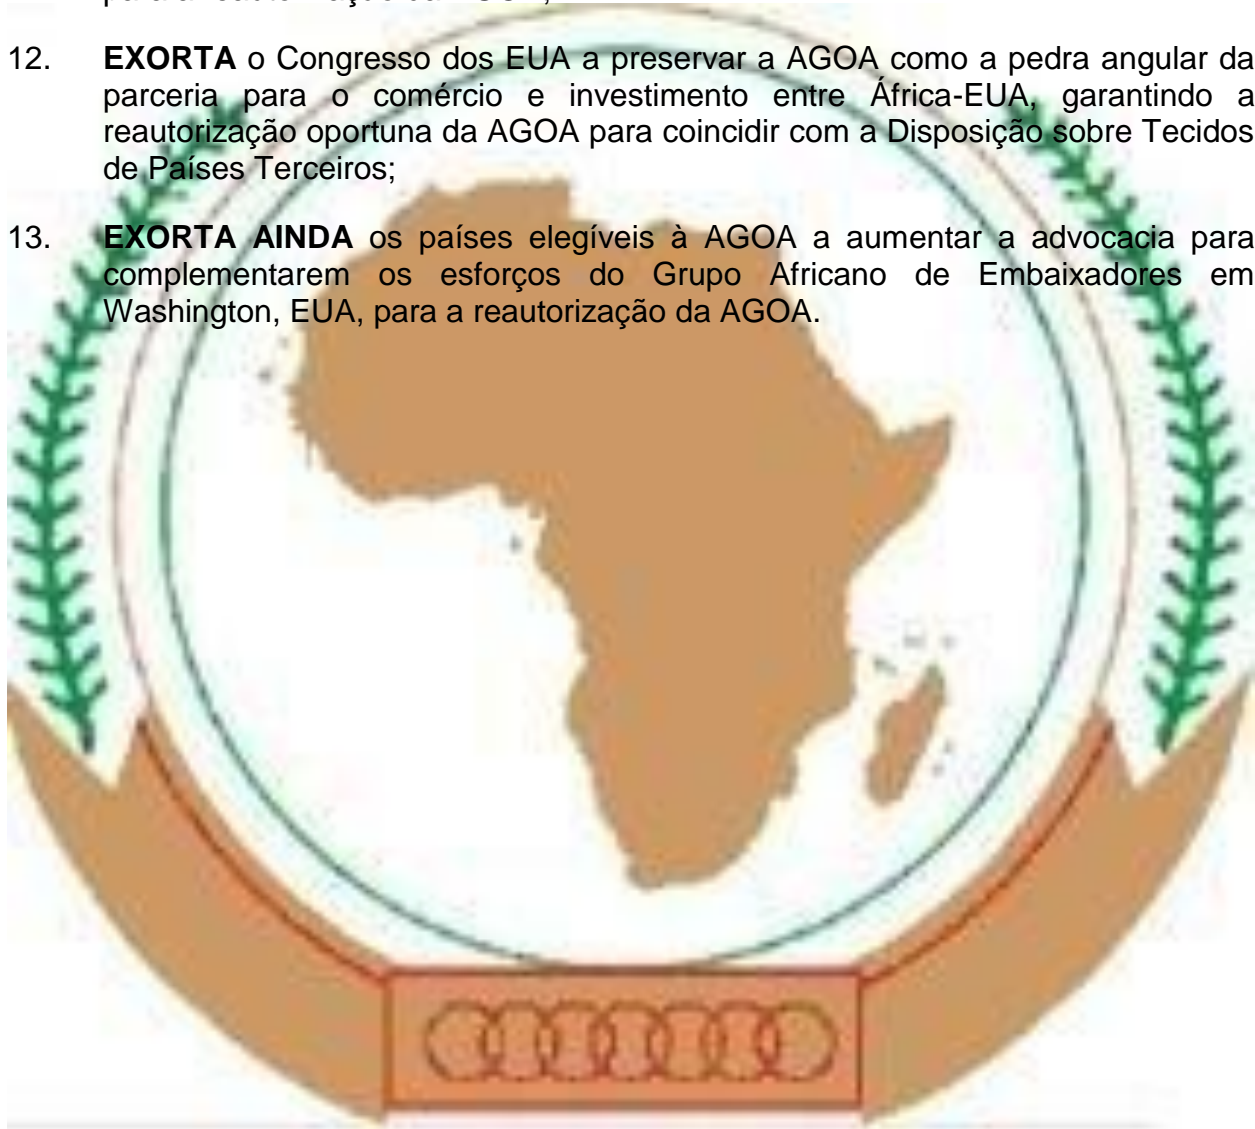 12. EXORTA o Congresso dos EUA a preservar a AGOA como a pedra angular da
parceria para o comércio e investimento entre África-EUA, garantindo a
reautorização oportuna da AGOA para coincidir com a Disposição sobre Tecidos
de Países Terceiros;
13. EXORTA AINDA os países elegíveis à AGOA a aumentar a advocacia para
complementarem os esforços do Grupo Africano de Embaixadores em
Washington, EUA, para a reautorização da AGOA.